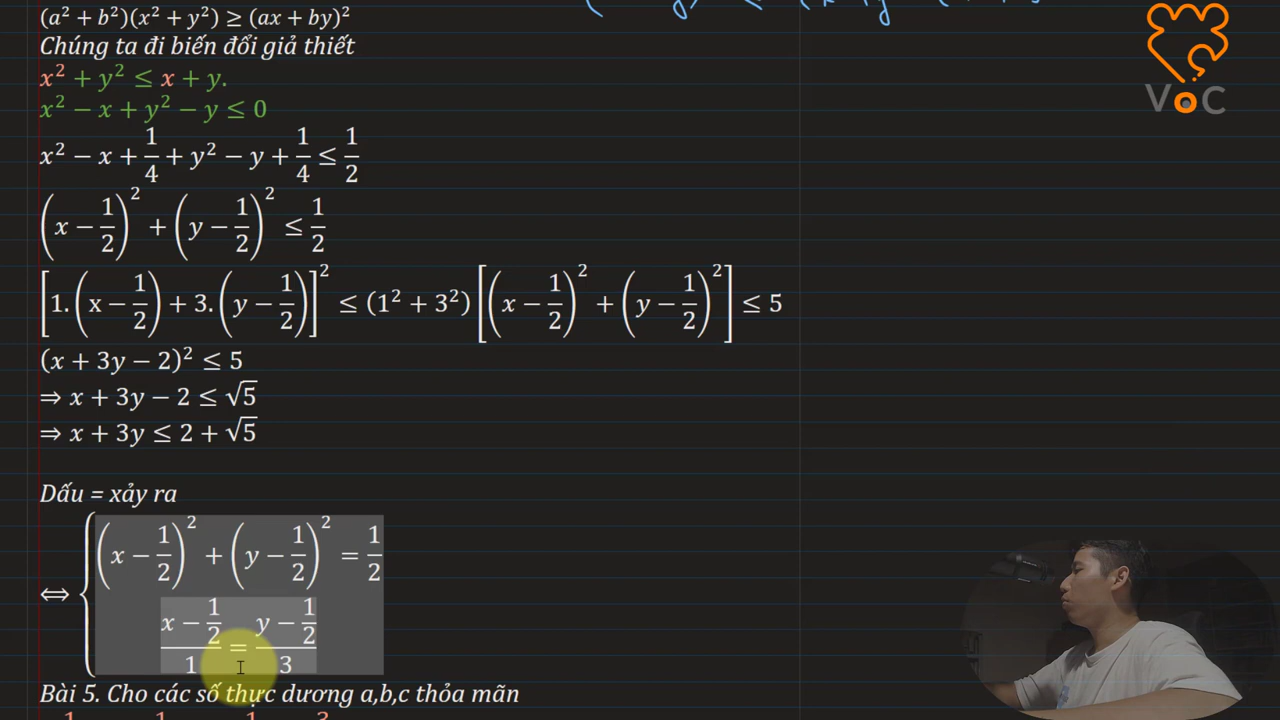 (a² + b²)(x² + y²) ≥ (ax + by)²
Chúng ta đi biến đổi giả thiết
x² + y² ≤ x + y.
x² − x + y² − y ≤ 0
x² − x + 1/4 + y² − y + 1/4 ≤ 1/2
(x − 1/2)² + (y − 1/2)² ≤ 1/2
[1.(x − 1/2) + 3.(y − 1/2)]² ≤ (1² + 3²)[(x − 1/2)² + (y − 1/2)²] ≤ 5
(x + 3y − 2)² ≤ 5
⇒ x + 3y − 2 ≤ √5
⇒ x + 3y ≤ 2 + √5
Dấu = xảy ra
⇔ { (x − 1/2)² + (y − 1/2)² = 1/2
(x − 1/2)/1 = (y − 1/2)/3
Bài 5. Cho các số thực dương a,b,c thỏa mãn
VOC